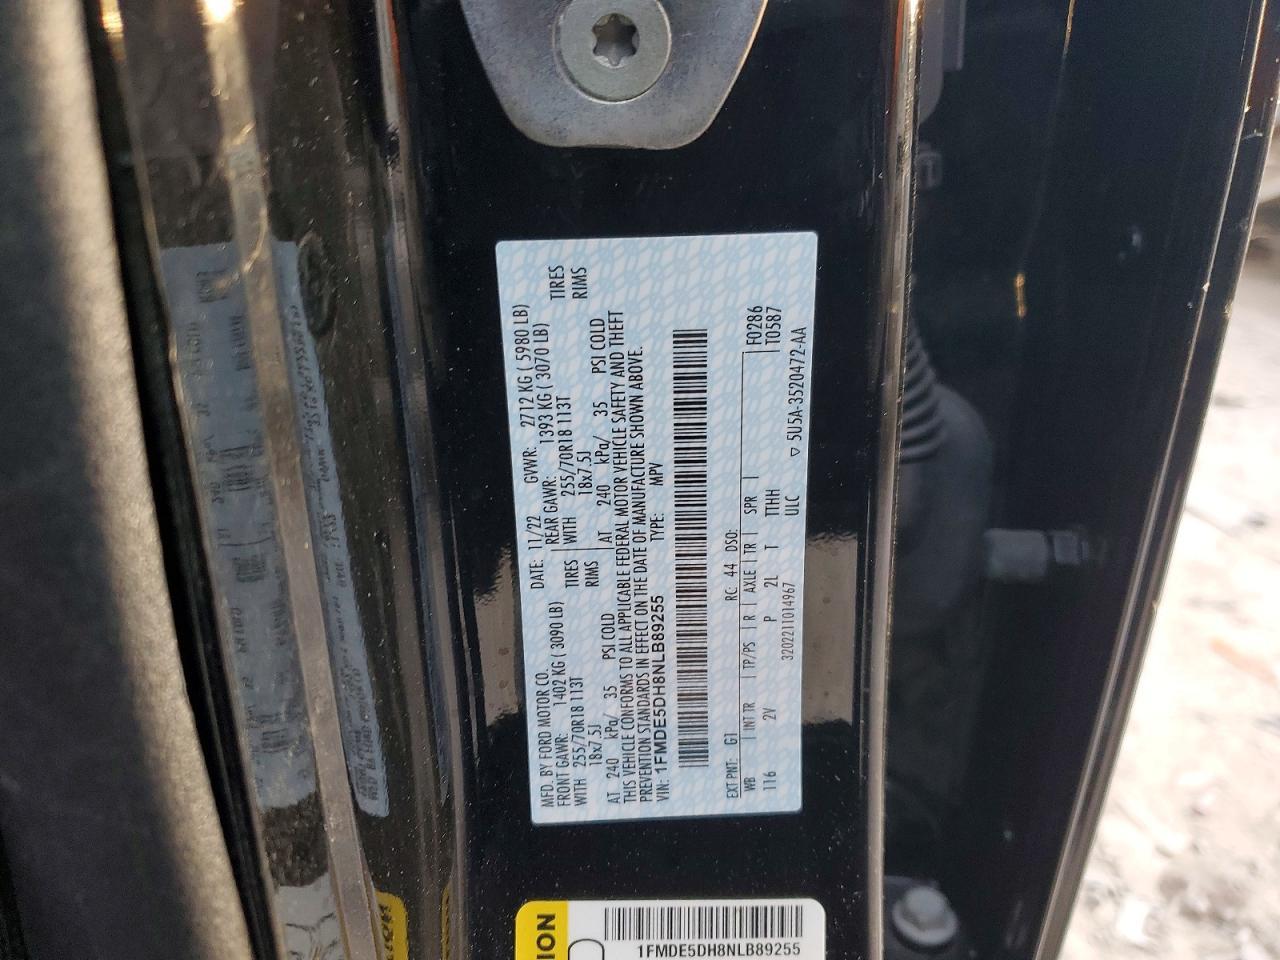 MFD. BY FORD MOTOR CO.
DATE: 11/22 GVWR: 2712 KG ( 5980 LB)
FRONT GAWR: 1402 KG ( 3090 LB) REAR GAWR: 1393 KG ( 3070 LB)
WITH 255/70R18 113T TIRES WITH 255/70R18 113T TIRES
18x7.5J RIMS 18x7.5J RIMS
AT 240 kPa/ 35 PSI COLD AT 240 kPa/ 35 PSI COLD
THIS VEHICLE CONFORMS TO ALL APPLICABLE FEDERAL MOTOR VEHICLE SAFETY AND THEFT
PREVENTION STANDARDS IN EFFECT ON THE DATE OF MANUFACTURE SHOWN ABOVE.
VIN: 1FMDE5DH8NLB89255 TYPE: MPV
EXT PNT: G1 RC: 44 DSO: F0286
WB INT TR TP/PS R AXLE TR SPR T0587
116 2V P 2L T TTHH
ULC
3202211014967 ▽ 5U5A-3520472-AA
ION
1FMDE5DH8NLB89255